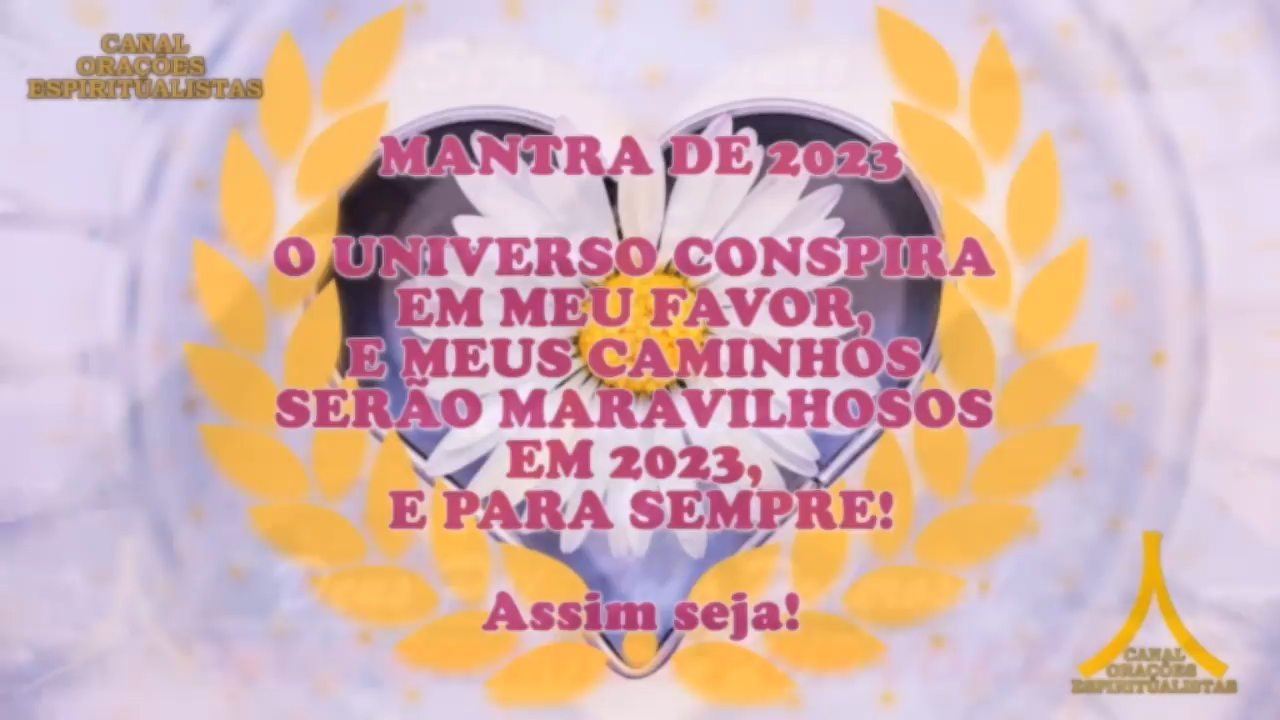 CANAL
ORAÇÕES
ESPIRITUALISTAS
MANTRA DE 2023
O UNIVERSO CONSPIRA
EM MEU FAVOR,
E MEUS CAMINHOS
SERÃO MARAVILHOSOS
EM 2023,
E PARA SEMPRE!
Assim seja!
CANAL
ORAÇÕES
ESPIRITUALISTAS